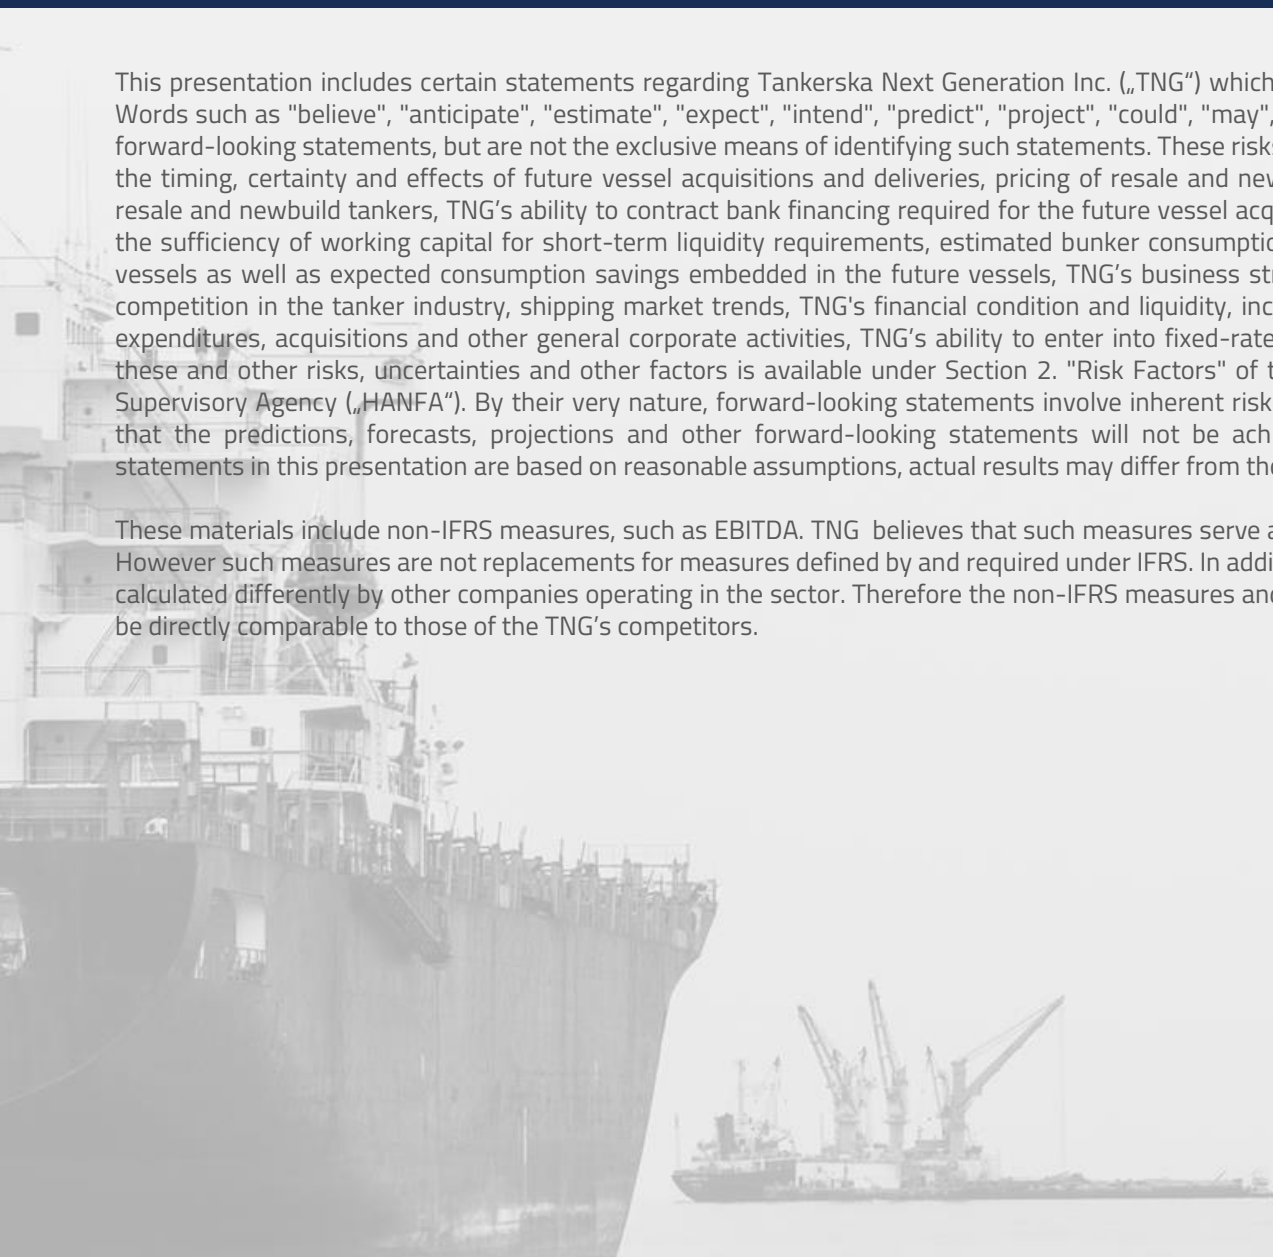 This presentation includes certain statements regarding Tankerska Next Generation Inc. („TNG“) which
Words such as "believe", "anticipate", "estimate", "expect", "intend", "predict", "project", "could", "may",
forward-looking statements, but are not the exclusive means of identifying such statements. These risks
the timing, certainty and effects of future vessel acquisitions and deliveries, pricing of resale and
resale and newbuild tankers, TNG’s ability to contract bank financing required for the future vessel
the sufficiency of working capital for short-term liquidity requirements, estimated bunker
vessels as well as expected consumption savings embedded in the future vessels, TNG’s business
competition in the tanker industry, shipping market trends, TNG's financial condition and liquidity,
expenditures, acquisitions and other general corporate activities, TNG’s ability to enter into fixed-rate
these and other risks, uncertainties and other factors is available under Section 2. "Risk Factors" of
Supervisory Agency („HANFA“). By their very nature, forward-looking statements involve inherent
that the predictions, forecasts, projections and other forward-looking statements will not be
statements in this presentation are based on reasonable assumptions, actual results may differ from
These materials include non-IFRS measures, such as EBITDA. TNG believes that such measures serve
However such measures are not replacements for measures defined by and required under IFRS. In
calculated differently by other companies operating in the sector. Therefore the non-IFRS measures
be directly comparable to those of the TNG’s competitors.